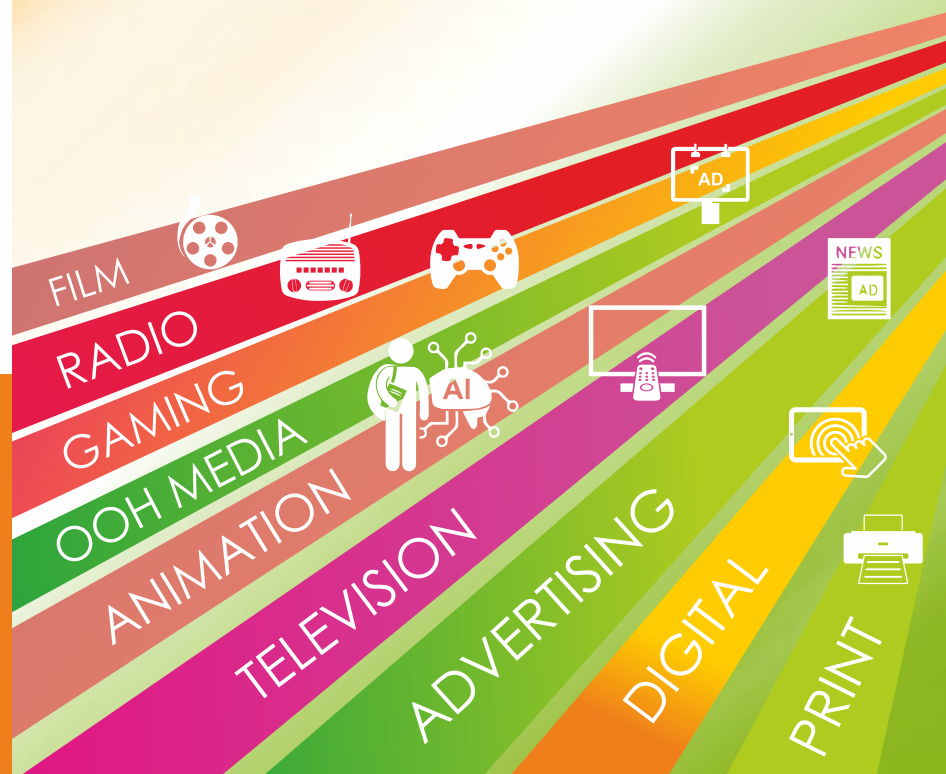 FILM
RADIO
GAMING
OOH MEDIA
ANIMATION
TELEVISION
ADVERTISING
DIGITAL
PRINT
AD
NEWS
AD
AI